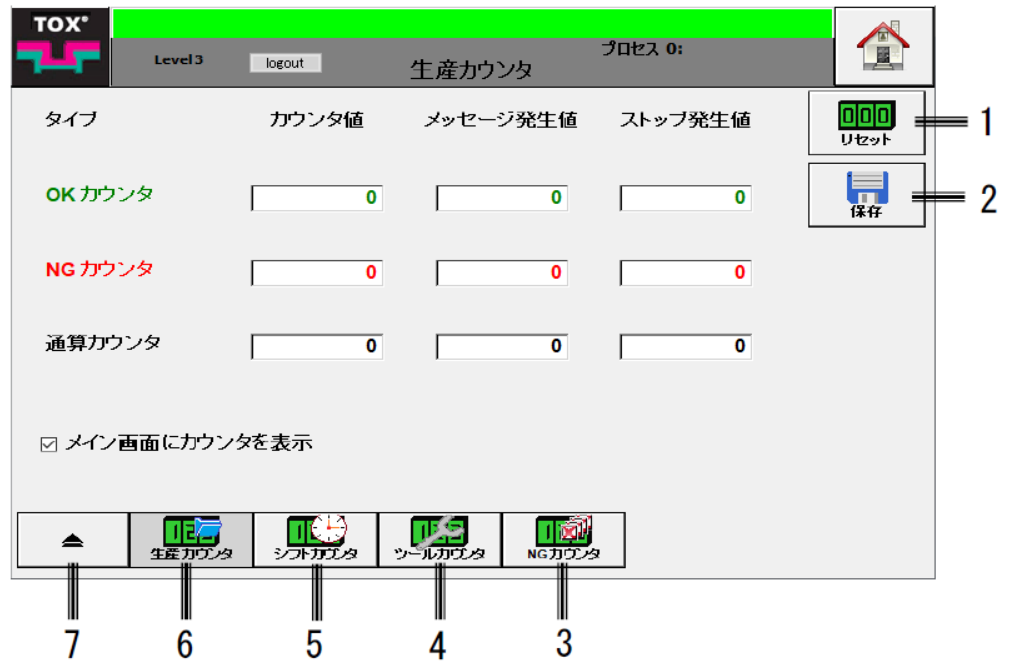 TOX®
Level 3 logout 生産カウンタ プロセス 0:
タイプ カウンタ値 メッセージ発生値 ストップ発生値
000
リセット
1
OK カウンタ 0 0 0
保存
2
NG カウンタ 0 0 0
通算カウンタ 0 0 0
メイン画面にカウンタを表示
生産カウンタ シフトカウンタ ツールカウンタ NGカウンタ
7 6 5 4 3